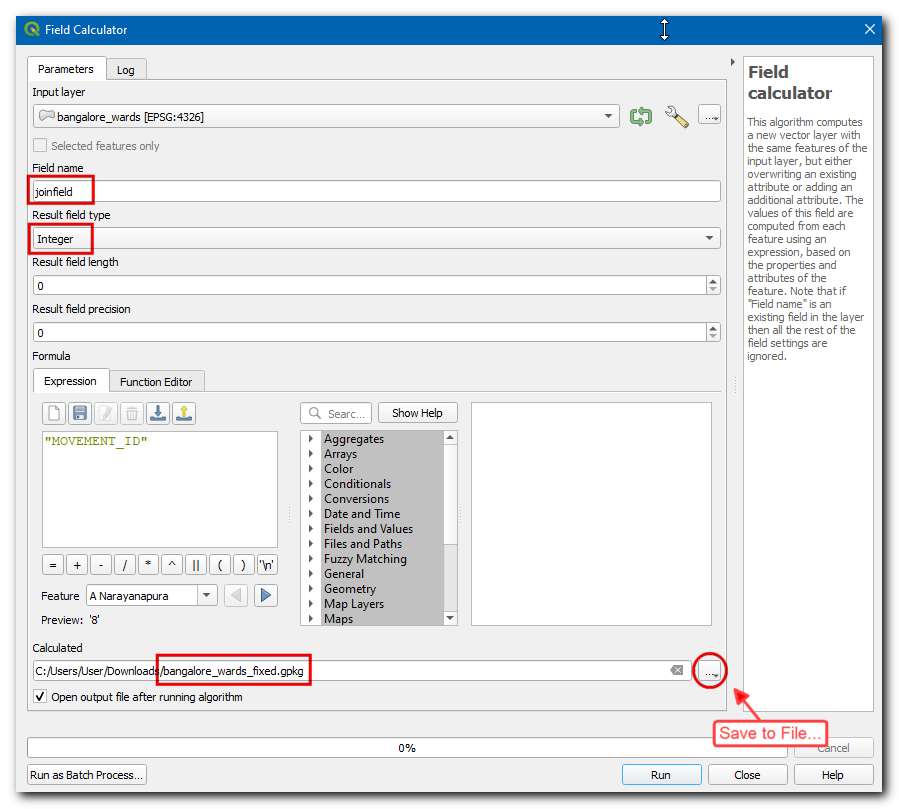 Field Calculator
Parameters
Log
Input layer
bangalore_wards [EPSG:4326]
...
Selected features only
Field name
joinfield
Result field type
Integer
Result field length
0
Result field precision
0
Formula
Expression
Function Editor
Searc...
Show Help
"MOVEMENT_ID"
Aggregates
Arrays
Color
Conditionals
Conversions
Date and Time
Fields and Values
Files and Paths
Fuzzy Matching
General
Geometry
Map Layers
Maps
= + - / * ^ || ( ) '\n'
Feature A Narayanapura
Preview: '8'
Calculated
C:/Users/User/Downloads/bangalore_wards_fixed.gpkg
...
Open output file after running algorithm
Save to File...
0%
Cancel
Run as Batch Process...
Run
Close
Help
Field
calculator
This algorithm computes
a new vector layer with
the same features of the
input layer, but either
overwriting an existing
attribute or adding an
additional attribute. The
values of this field are
computed from each
feature using an
expression, based on
the properties and
attributes of the
feature. Note that if
"Field name" is an
existing field in the layer
then all the rest of the
field settings are
ignored.